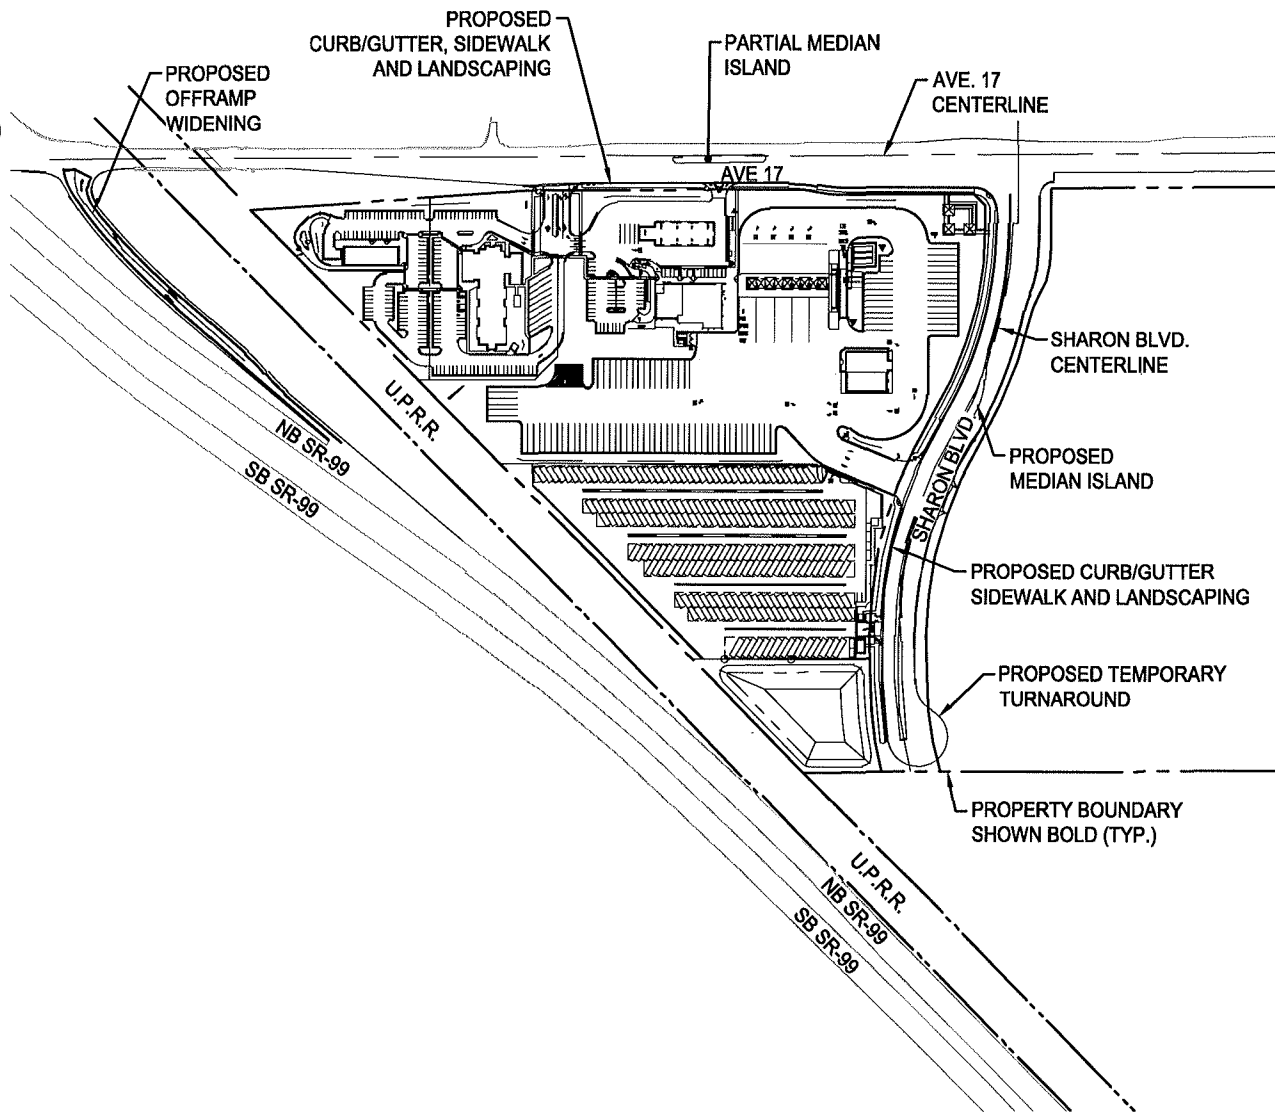 PROPOSED
CURB/GUTTER, SIDEWALK
AND LANDSCAPING
PARTIAL MEDIAN
ISLAND
PROPOSED
OFFRAMP
WIDENING
AVE. 17
CENTERLINE
AVE 17
SHARON BLVD.
CENTERLINE
U.P.R.R.
NB SR-99
SB SR-99
SHARON BLVD.
PROPOSED
MEDIAN ISLAND
PROPOSED CURB/GUTTER
SIDEWALK AND LANDSCAPING
PROPOSED TEMPORARY
TURNAROUND
PROPERTY BOUNDARY
SHOWN BOLD (TYP.)
U.P.R.R.
NB SR-99
SB SR-99